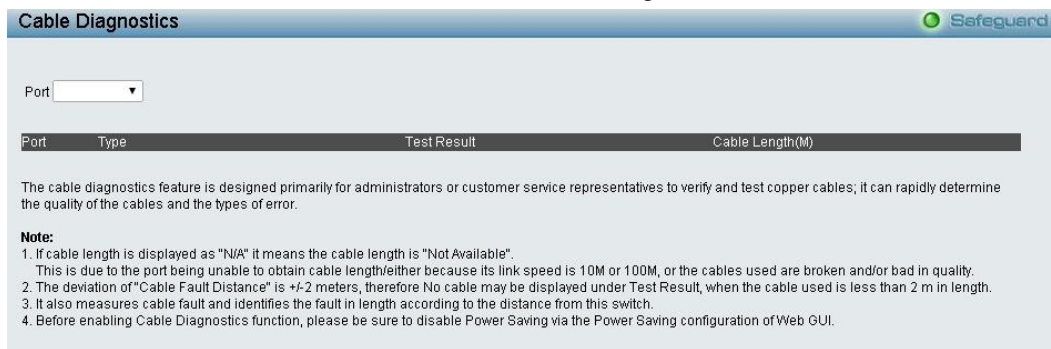 Cable Diagnostics
Safeguard
Port
Port Type Test Result Cable Length(M)
The cable diagnostics feature is designed primarily for administrators or customer service representatives to verify and test copper cables; it can rapidly determine
the quality of the cables and the types of error.
Note:
1. If cable length is displayed as "N/A" it means the cable length is "Not Available".
This is due to the port being unable to obtain cable length/either because its link speed is 10M or 100M, or the cables used are broken and/or bad in quality.
2. The deviation of "Cable Fault Distance" is +/-2 meters, therefore No cable may be displayed under Test Result, when the cable used is less than 2 m in length.
3. It also measures cable fault and identifies the fault in length according to the distance from this switch.
4. Before enabling Cable Diagnostics function, please be sure to disable Power Saving via the Power Saving configuration of Web GUI.